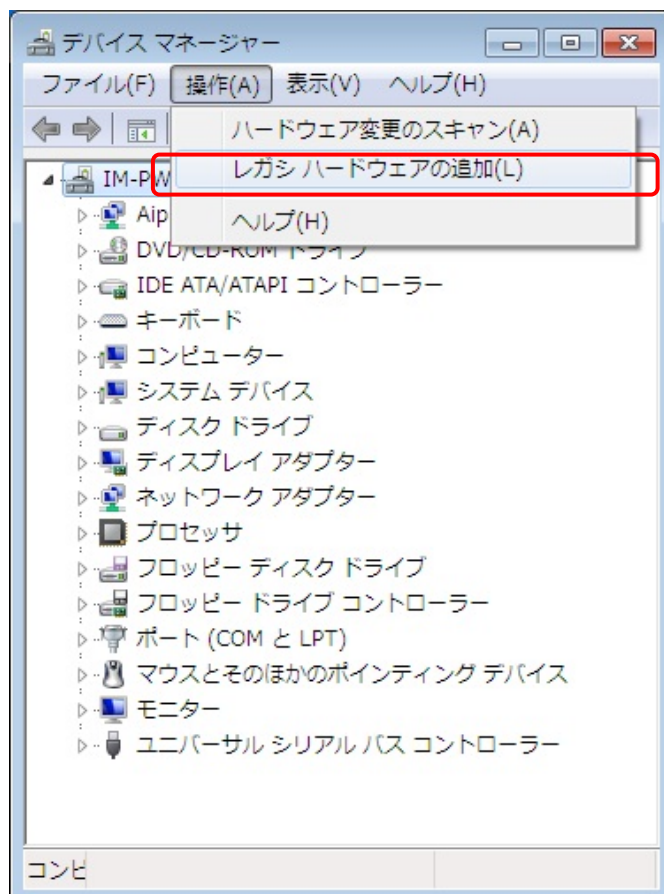 デバイス マネージャー
ファイル(F) 操作(A) 表示(V) ヘルプ(H)
ハードウェア変更のスキャン(A)
レガシ ハードウェアの追加(L)
ヘルプ(H)
IM-PW
Aip
DVD/CD-ROM ドライブ
IDE ATA/ATAPI コントローラー
キーボード
コンピューター
システム デバイス
ディスク ドライブ
ディスプレイ アダプター
ネットワーク アダプター
プロセッサ
フロッピー ディスク ドライブ
フロッピー ドライブ コントローラー
ポート (COM と LPT)
マウスとそのほかのポインティング デバイス
モニター
ユニバーサル シリアル バス コントローラー
コンピ